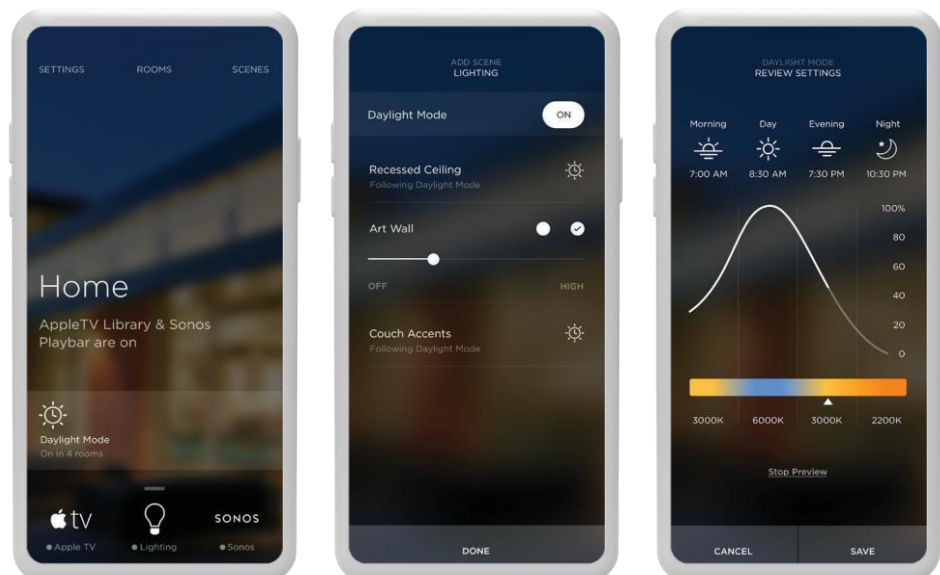 SETTINGS ROOMS SCENES
Home
AppleTV Library & Sonos
Playbar are on
Daylight Mode
On in 4 rooms
tv SONOS
Apple TV Lighting Sonos
ADD SCENE
LIGHTING
Daylight Mode ON
Recessed Ceiling
Following Daylight Mode
Art Wall
OFF HIGH
Couch Accents
Following Daylight Mode
DONE
DAYLIGHT MODE
REVIEW SETTINGS
Morning Day Evening Night
7:00 AM 8:30 AM 7:30 PM 10:30 PM
100%
80
60
40
20
0
3000K 6000K 3000K 2200K
Stop Preview
CANCEL SAVE